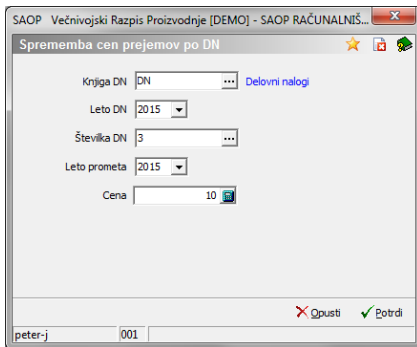 SAOP Večnivojski Razpis Proizvodnje [DEMO] - SAOP RAČUNALNIŠ...
Sprememba cen prejemov po DN
Knjiga DN DN ... Delovni nalogi
Leto DN 2015
Številka DN 3 ...
Leto prometa 2015
Cena 10
Opusti Potrdi
peter-j 001